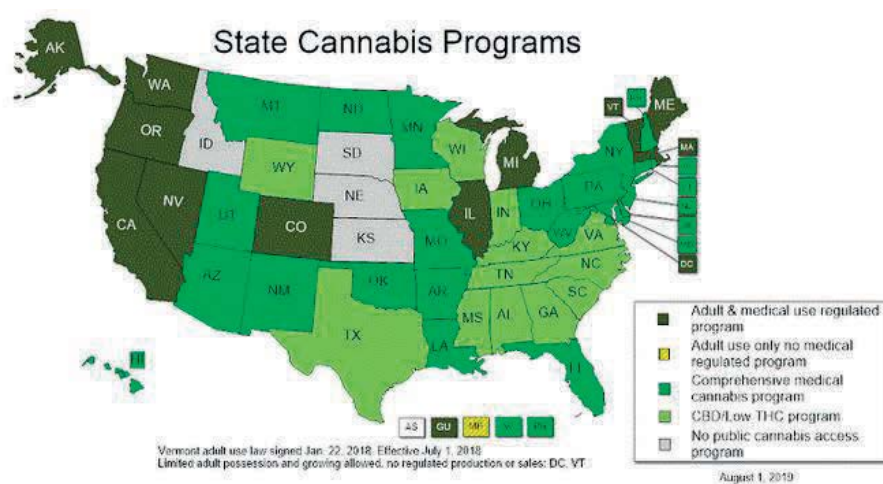 State Cannabis Programs
AK
WA
OR
CA
NV
ID
MT
WY
UT
CO
AZ
NM
ND
SD
NE
KS
OK
TX
MN
IA
MO
AR
LA
WI
IL
MI
IN
OH
KY
TN
MS
AL
GA
FL
SC
NC
VA
WV
PA
NY
VT
NH
ME
MA
DC
HI
AS
GU
Adult & medical use regulated
program
Adult use only no medical
regulated program
Comprehensive medical
cannabis program
CBD/Low THC program
No public cannabis access
program
Vermont adult use law signed Jan. 22, 2018. Effective July 1, 2018
Limited adult possession and growing allowed, no regulated production or sales: DC, VT
August 1, 2019